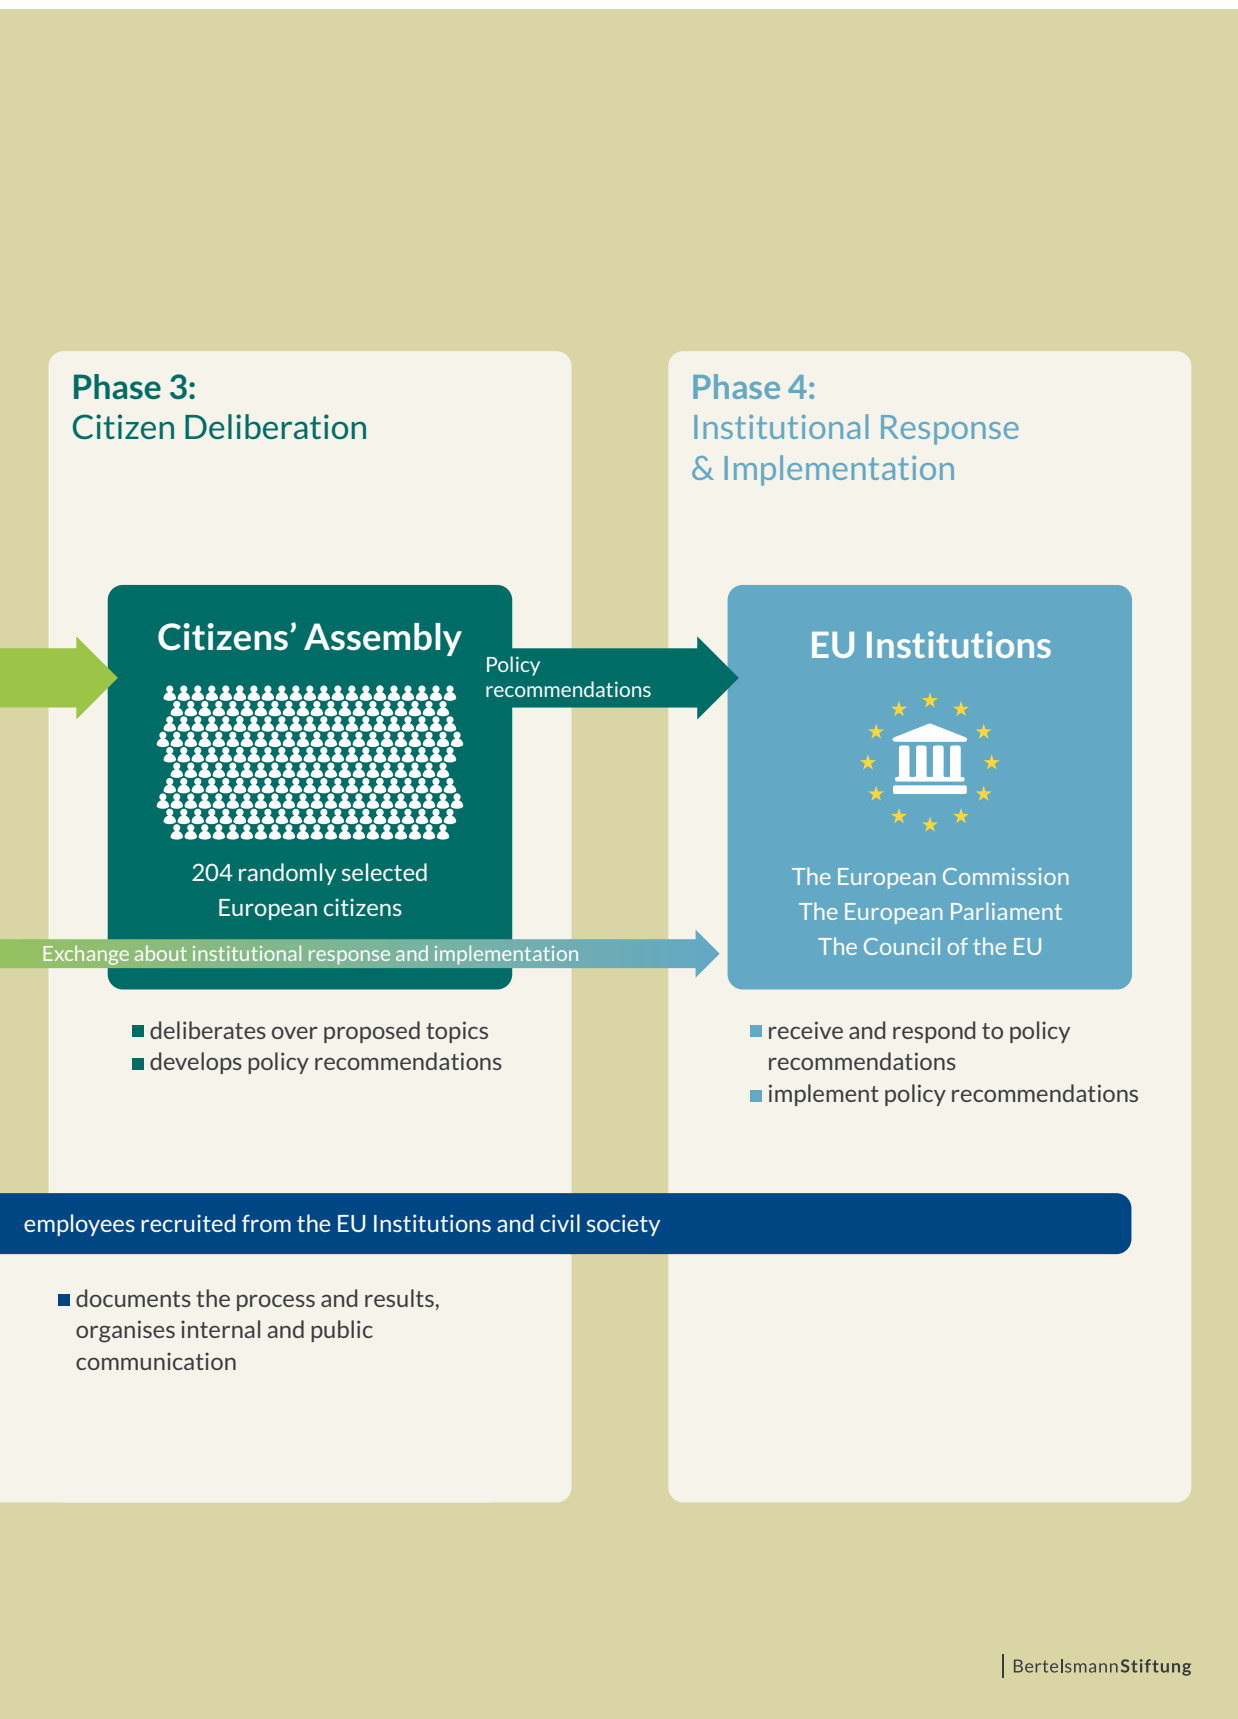 Phase 3:
Citizen Deliberation
Citizens’ Assembly
204 randomly selected
European citizens
Policy
recommendations
Exchange about institutional response and implementation
deliberates over proposed topics
develops policy recommendations
Phase 4:
Institutional Response
& Implementation
EU Institutions
The European Commission
The European Parliament
The Council of the EU
receive and respond to policy
recommendations
implement policy recommendations
employees recruited from the EU Institutions and civil society
documents the process and results,
organises internal and public
communication
BertelsmannStiftung